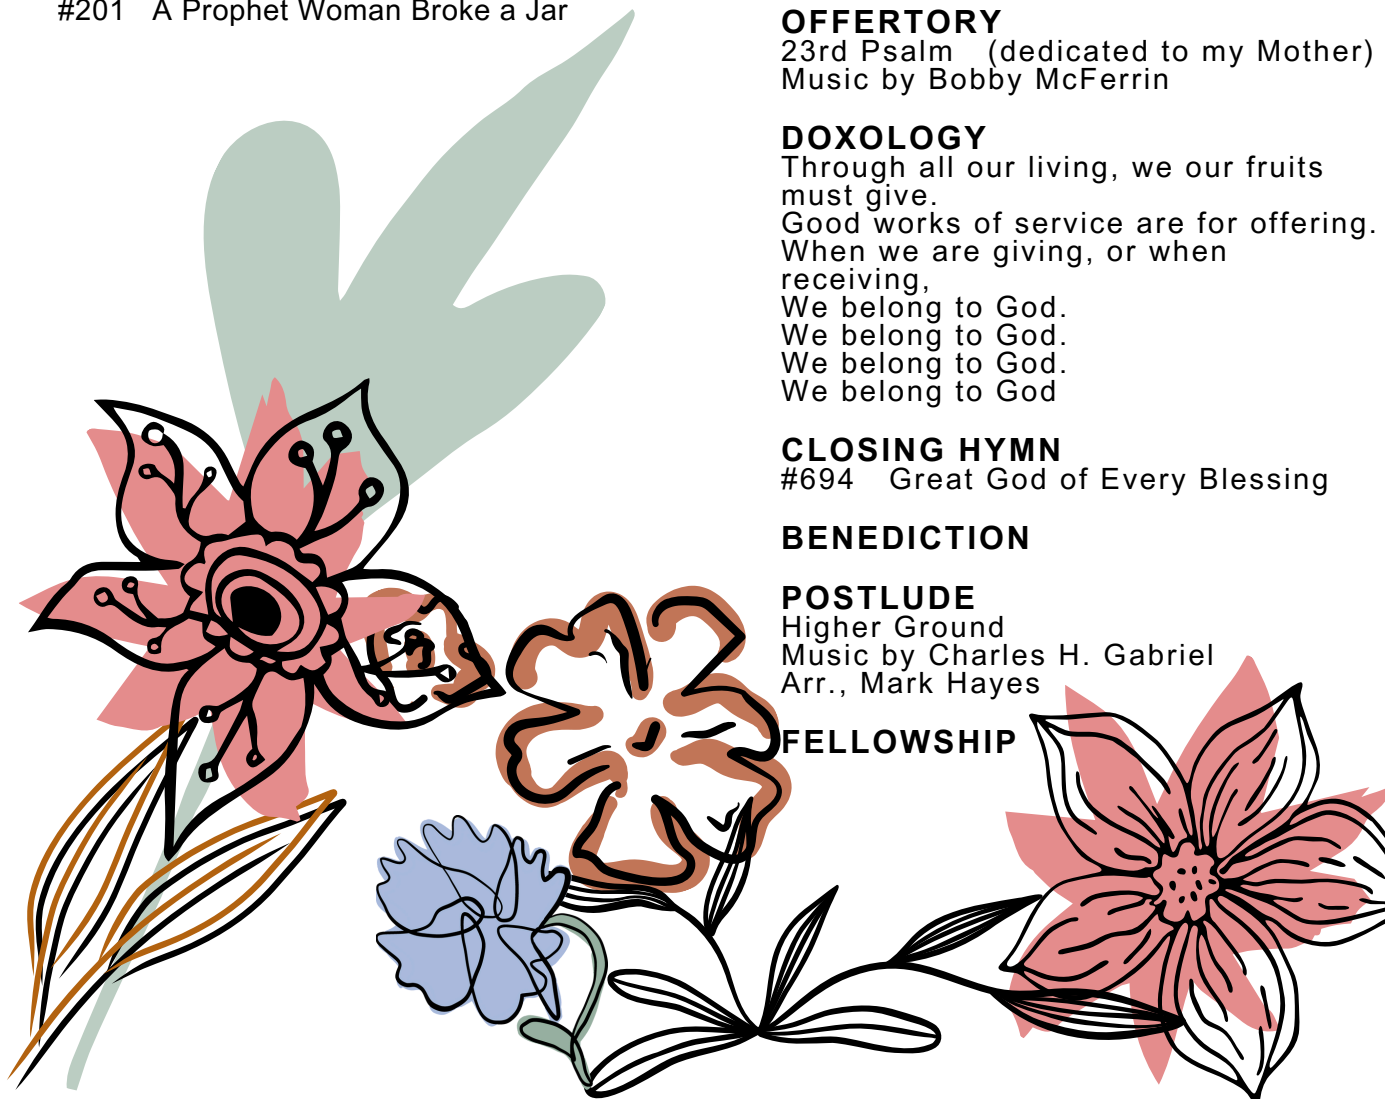 #201 A Prophet Woman Broke a Jar
OFFERTORY
23rd Psalm (dedicated to my Mother)
Music by Bobby McFerrin
DOXOLOGY
Through all our living, we our fruits
must give.
Good works of service are for offering.
When we are giving, or when
receiving,
We belong to God.
We belong to God.
We belong to God.
We belong to God
CLOSING HYMN
#694 Great God of Every Blessing
BENEDICTION
POSTLUDE
Higher Ground
Music by Charles H. Gabriel
Arr., Mark Hayes
FELLOWSHIP